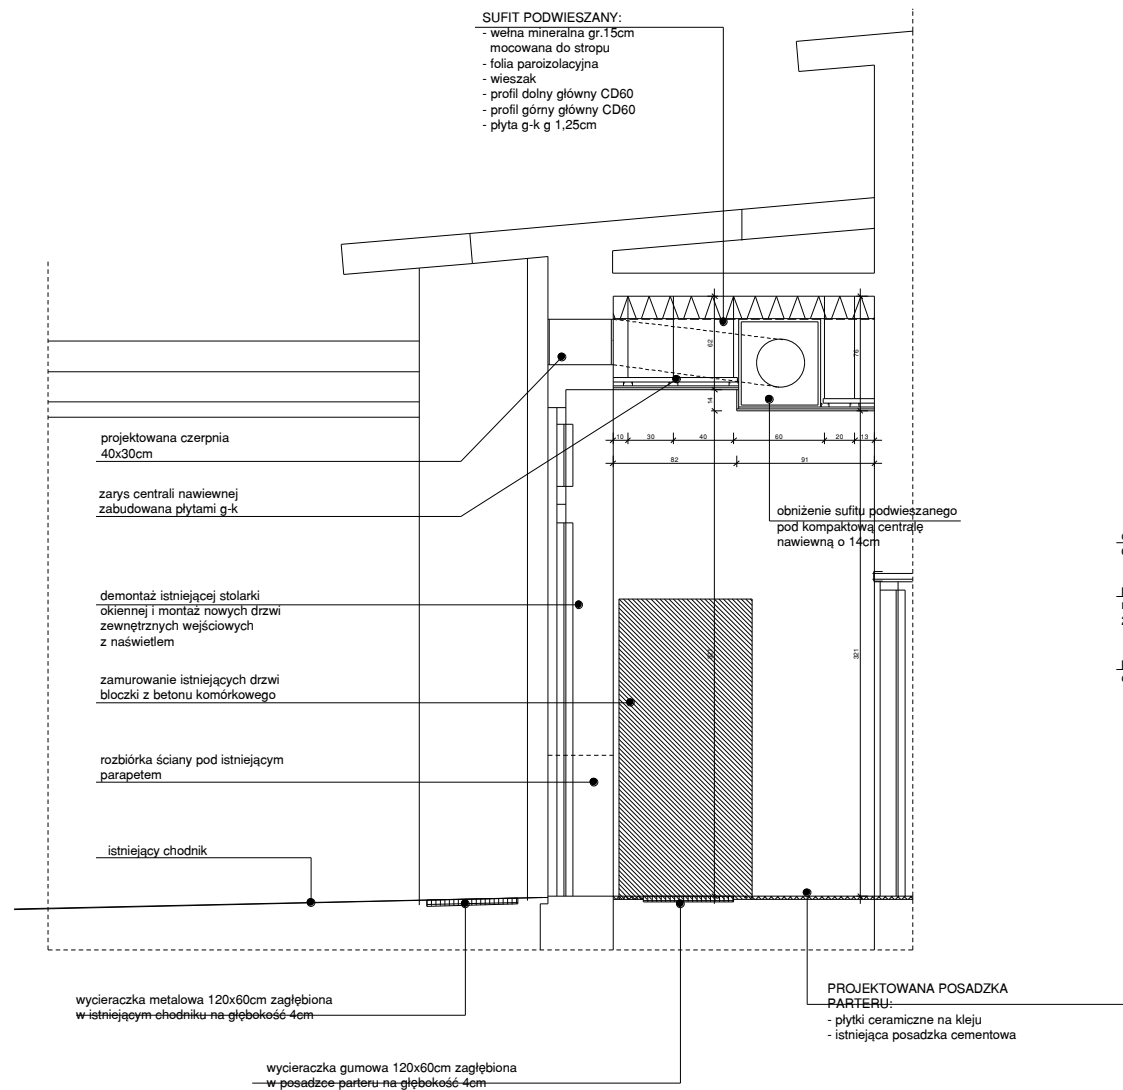 SUFIT PODWIESZANY:
- wełna mineralna gr.15cm
mocowana do stropu
- folia paroizolacyjna
- wieszak
- profil dolny główny CD60
- profil górny główny CD60
- płyta g-k g 1,25cm
62
76
14
10 30 40 60 20 13
82 91
projektowana czerpnia
40x30cm
zarys centrali nawiewnej
zabudowana płytami g-k
obniżenie sufitu podwieszanego
pod kompaktową centralę
nawiewną o 14cm
demontaż istniejącej stolarki
okiennej i montaż nowych drzwi
zewnętrznych wejściowych
z naświetlem
321
zamurowanie istniejących drzwi
bloczki z betonu komórkowego
rozbiórka ściany pod istniejącym
parapetem
istniejący chodnik
wycieraczka metalowa 120x60cm zagłębiona
w istniejącym chodniku na głębokość 4cm
PROJEKTOWANA POSADZKA
PARTERU:
- płytki ceramiczne na kleju
- istniejąca posadzka cementowa
wycieraczka gumowa 120x60cm zagłębiona
w posadzce parteru na głębokość 4cm